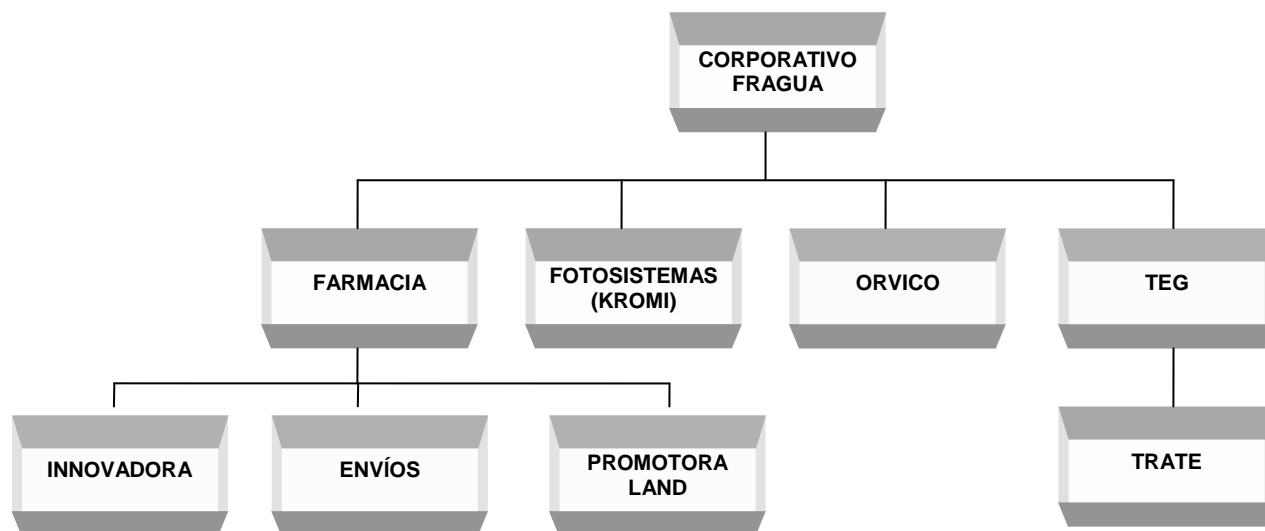 CORPORATIVO
FRAGUA
FARMACIA
FOTOSISTEMAS
(KROMI)
ORVICO
TEG
INNOVADORA
ENVÍOS
PROMOTORA
LAND
TRATE